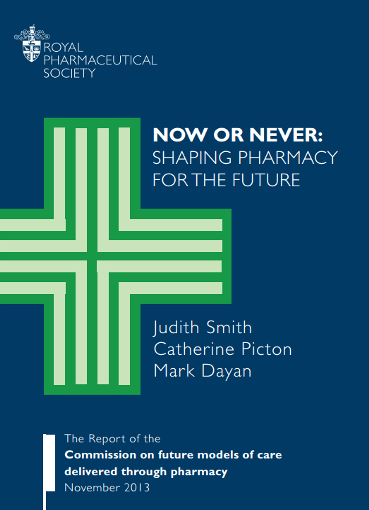 ROYAL
PHARMACEUTICAL
SOCIETY
NOW OR NEVER:
SHAPING PHARMACY
FOR THE FUTURE
Judith Smith
Catherine Picton
Mark Dayan
The Report of the
Commission on future models of care
delivered through pharmacy
November 2013